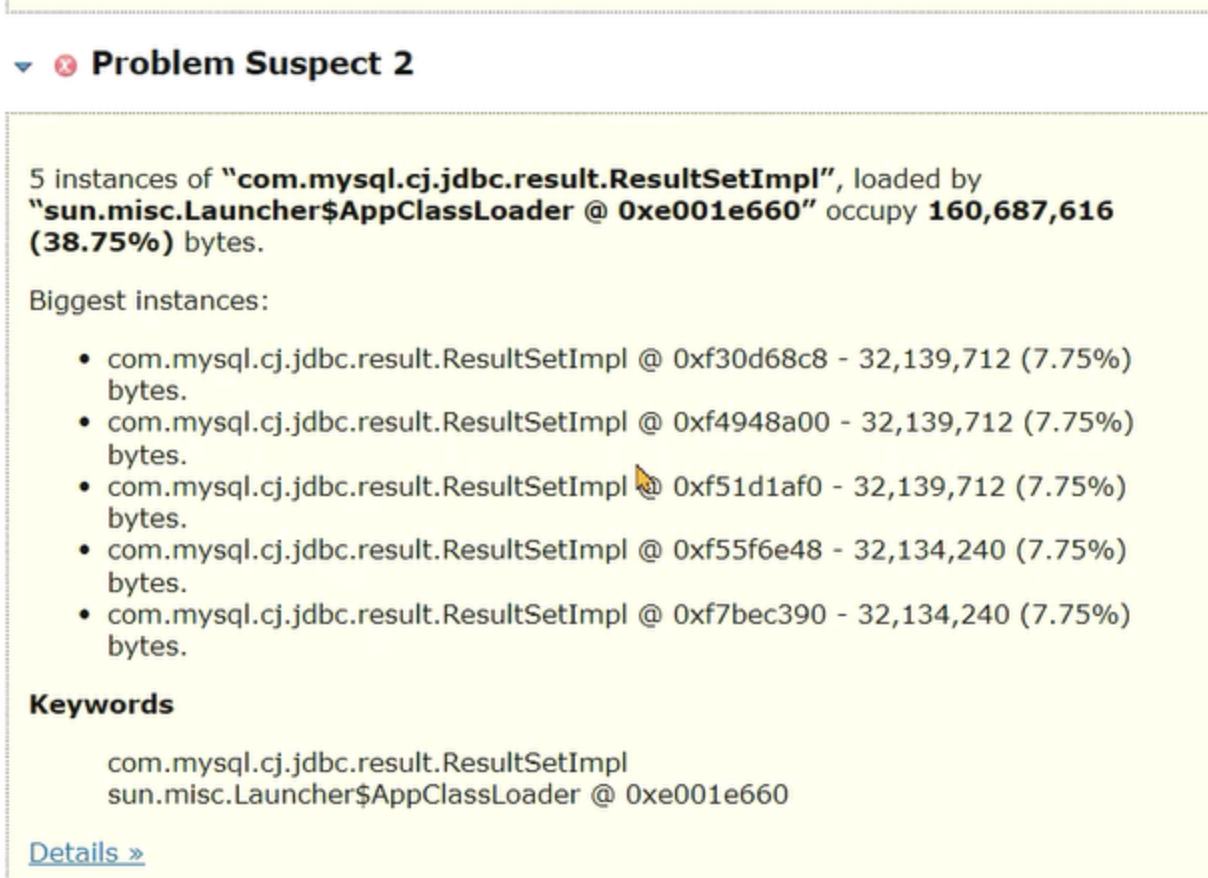 Problem Suspect 2
5 instances of “com.mysql.cj.jdbc.result.ResultSetImpl”, loaded by
“sun.misc.Launcher$AppClassLoader @ 0xe001e660” occupy 160,687,616
(38.75%) bytes.
Biggest instances:
• com.mysql.cj.jdbc.result.ResultSetImpl @ 0xf30d68c8 - 32,139,712 (7.75%)
bytes.
• com.mysql.cj.jdbc.result.ResultSetImpl @ 0xf4948a00 - 32,139,712 (7.75%)
bytes.
• com.mysql.cj.jdbc.result.ResultSetImpl @ 0xf51d1af0 - 32,139,712 (7.75%)
bytes.
• com.mysql.cj.jdbc.result.ResultSetImpl @ 0xf55f6e48 - 32,134,240 (7.75%)
bytes.
• com.mysql.cj.jdbc.result.ResultSetImpl @ 0xf7bec390 - 32,134,240 (7.75%)
bytes.
Keywords
com.mysql.cj.jdbc.result.ResultSetImpl
sun.misc.Launcher$AppClassLoader @ 0xe001e660
Details »